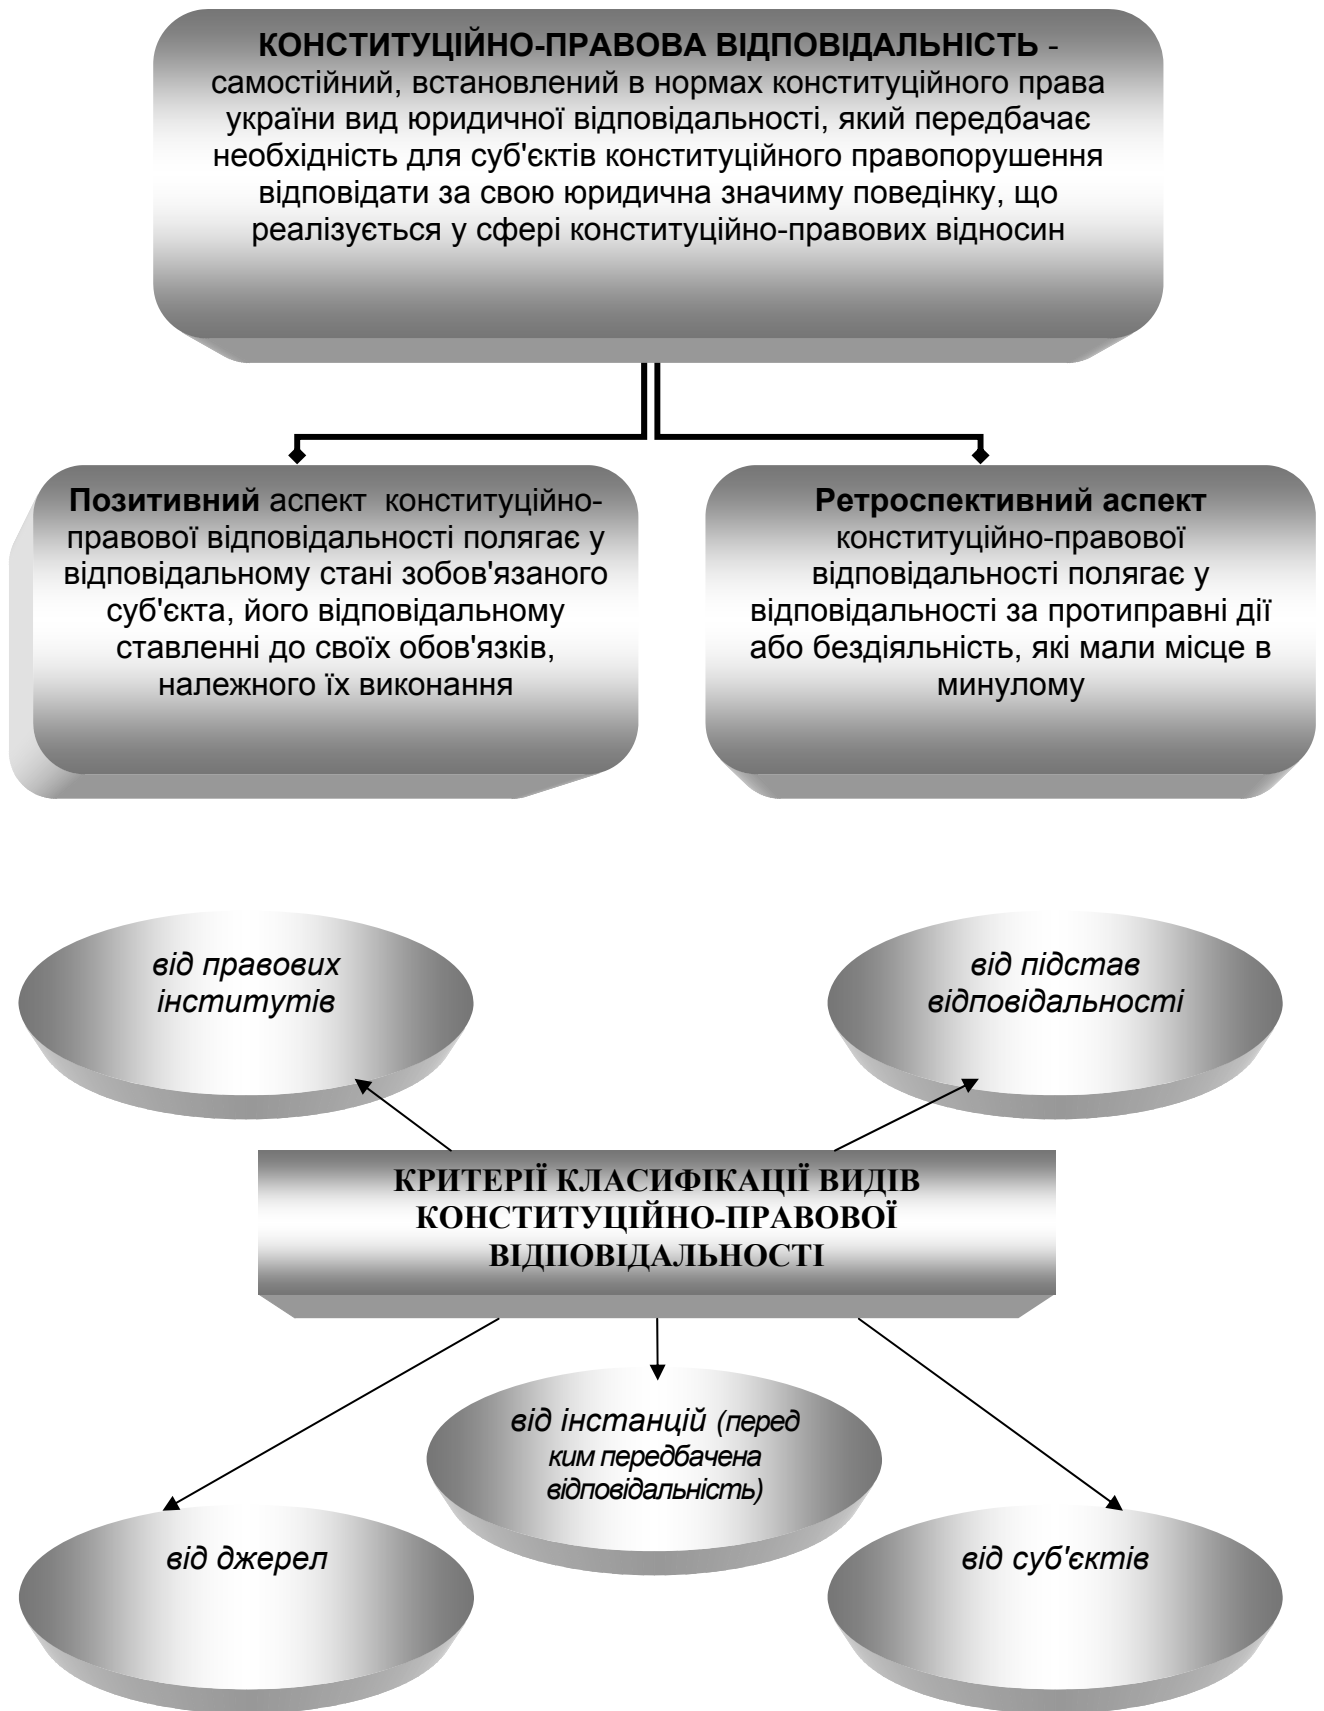 КОНСТИТУЦІЙНО-ПРАВОВА ВІДПОВІДАЛЬНІСТЬ -
самостійний, встановлений в нормах конституційного права
україни вид юридичної відповідальності, який передбачає
необхідність для суб'єктів конституційного правопорушення
відповідати за свою юридична значиму поведінку, що
реалізується у сфері конституційно-правових відносин
Позитивний аспект конституційно-
правової відповідальності полягає у
відповідальному стані зобов'язаного
суб'єкта, його відповідальному
ставленні до своїх обов'язків,
належного їх виконання
Ретроспективний аспект
конституційно-правової
відповідальності полягає у
відповідальності за протиправні дії
або бездіяльність, які мали місце в
минулому
від правових
інститутів
від підстав
відповідальності
КРИТЕРІЇ КЛАСИФІКАЦІЇ ВИДІВ
КОНСТИТУЦІЙНО-ПРАВОВОЇ
ВІДПОВІДАЛЬНОСТІ
від інстанцій (перед
ким передбачена
відповідальність)
від джерел
від суб'єктів